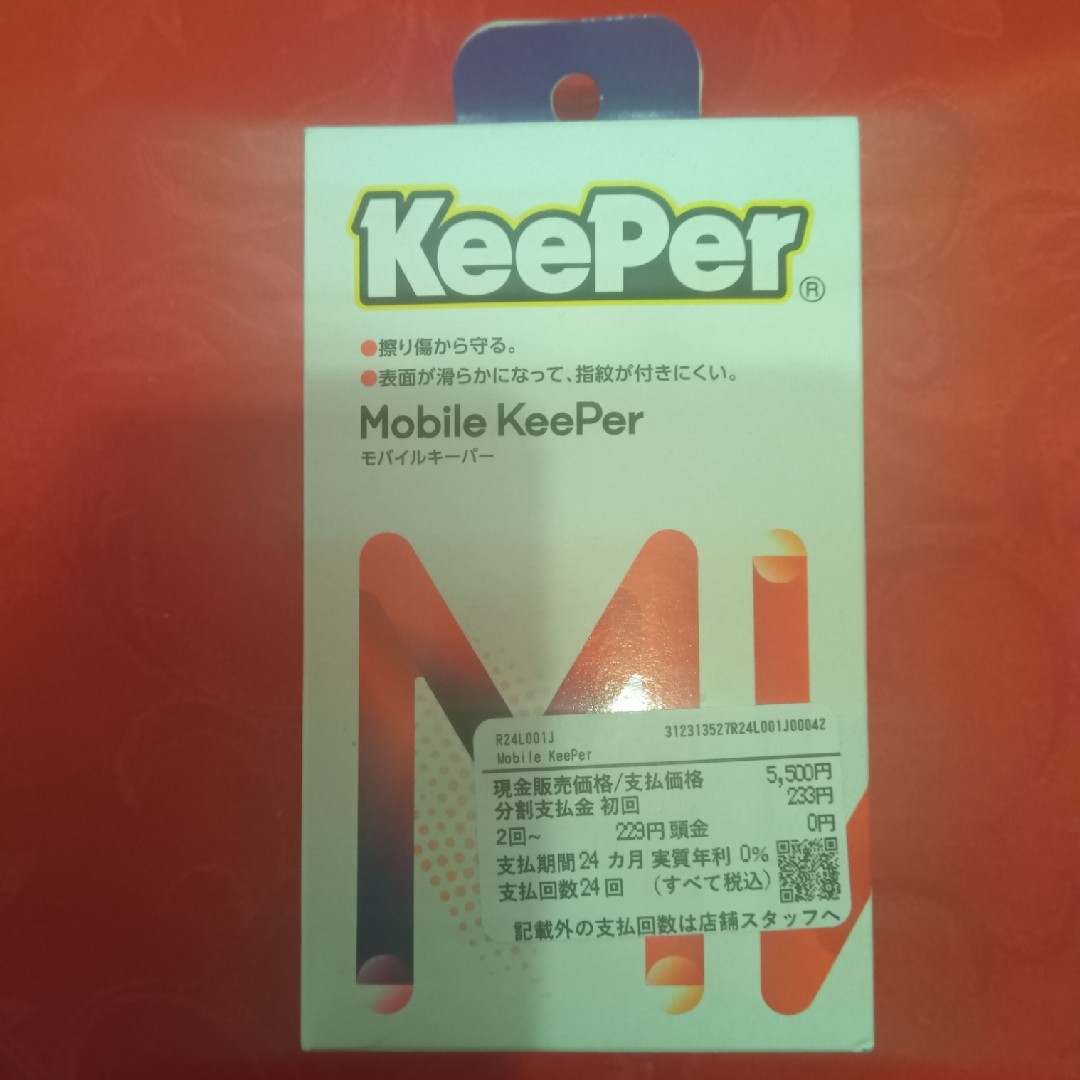 KeePer®
●擦り傷から守る。
●表面が滑らかになって、指紋が付きにくい。
Mobile KeePer
モバイルキーパー
R24L001J 312313527R24L001J00042
Mobile KeePer
現金販売価格/支払価格 5,500円
分割支払金 初回 233円
2回~ 229円 頭金 0円
支払期間24 カ月 実質年利 0%
支払回数24回 (すべて税込)
記載外の支払回数は店舗スタッフへ